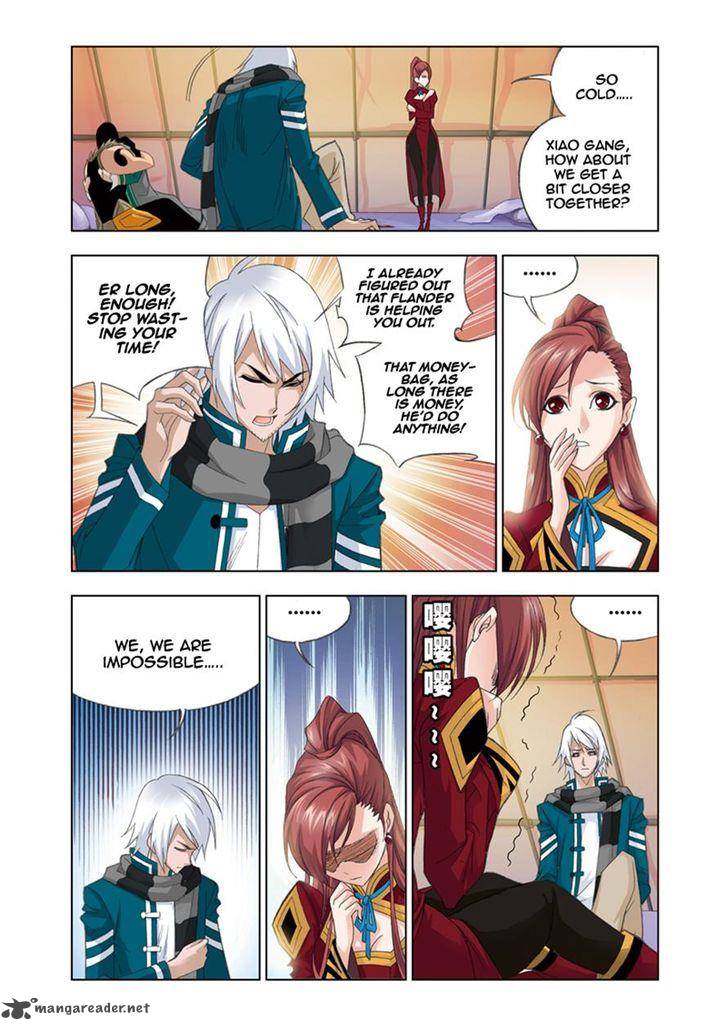 SO
COLD.....
XIAO GANG,
HOW ABOUT
WE GET A
BIT CLOSER
TOGETHER?
ER LONG,
ENOUGH!
STOP WAST-
ING YOUR
TIME!
I ALREADY
FIGURED OUT
THAT FLANDER
IS HELPING
YOU OUT.
THAT MONEY-
BAG, AS
LONG THERE
IS MONEY,
HE'D DO
ANYTHING!
......
WE, WE ARE
IMPOSSIBLE.....
......
嘤
嘤
嘤
~
~
~
......
mangareader.net